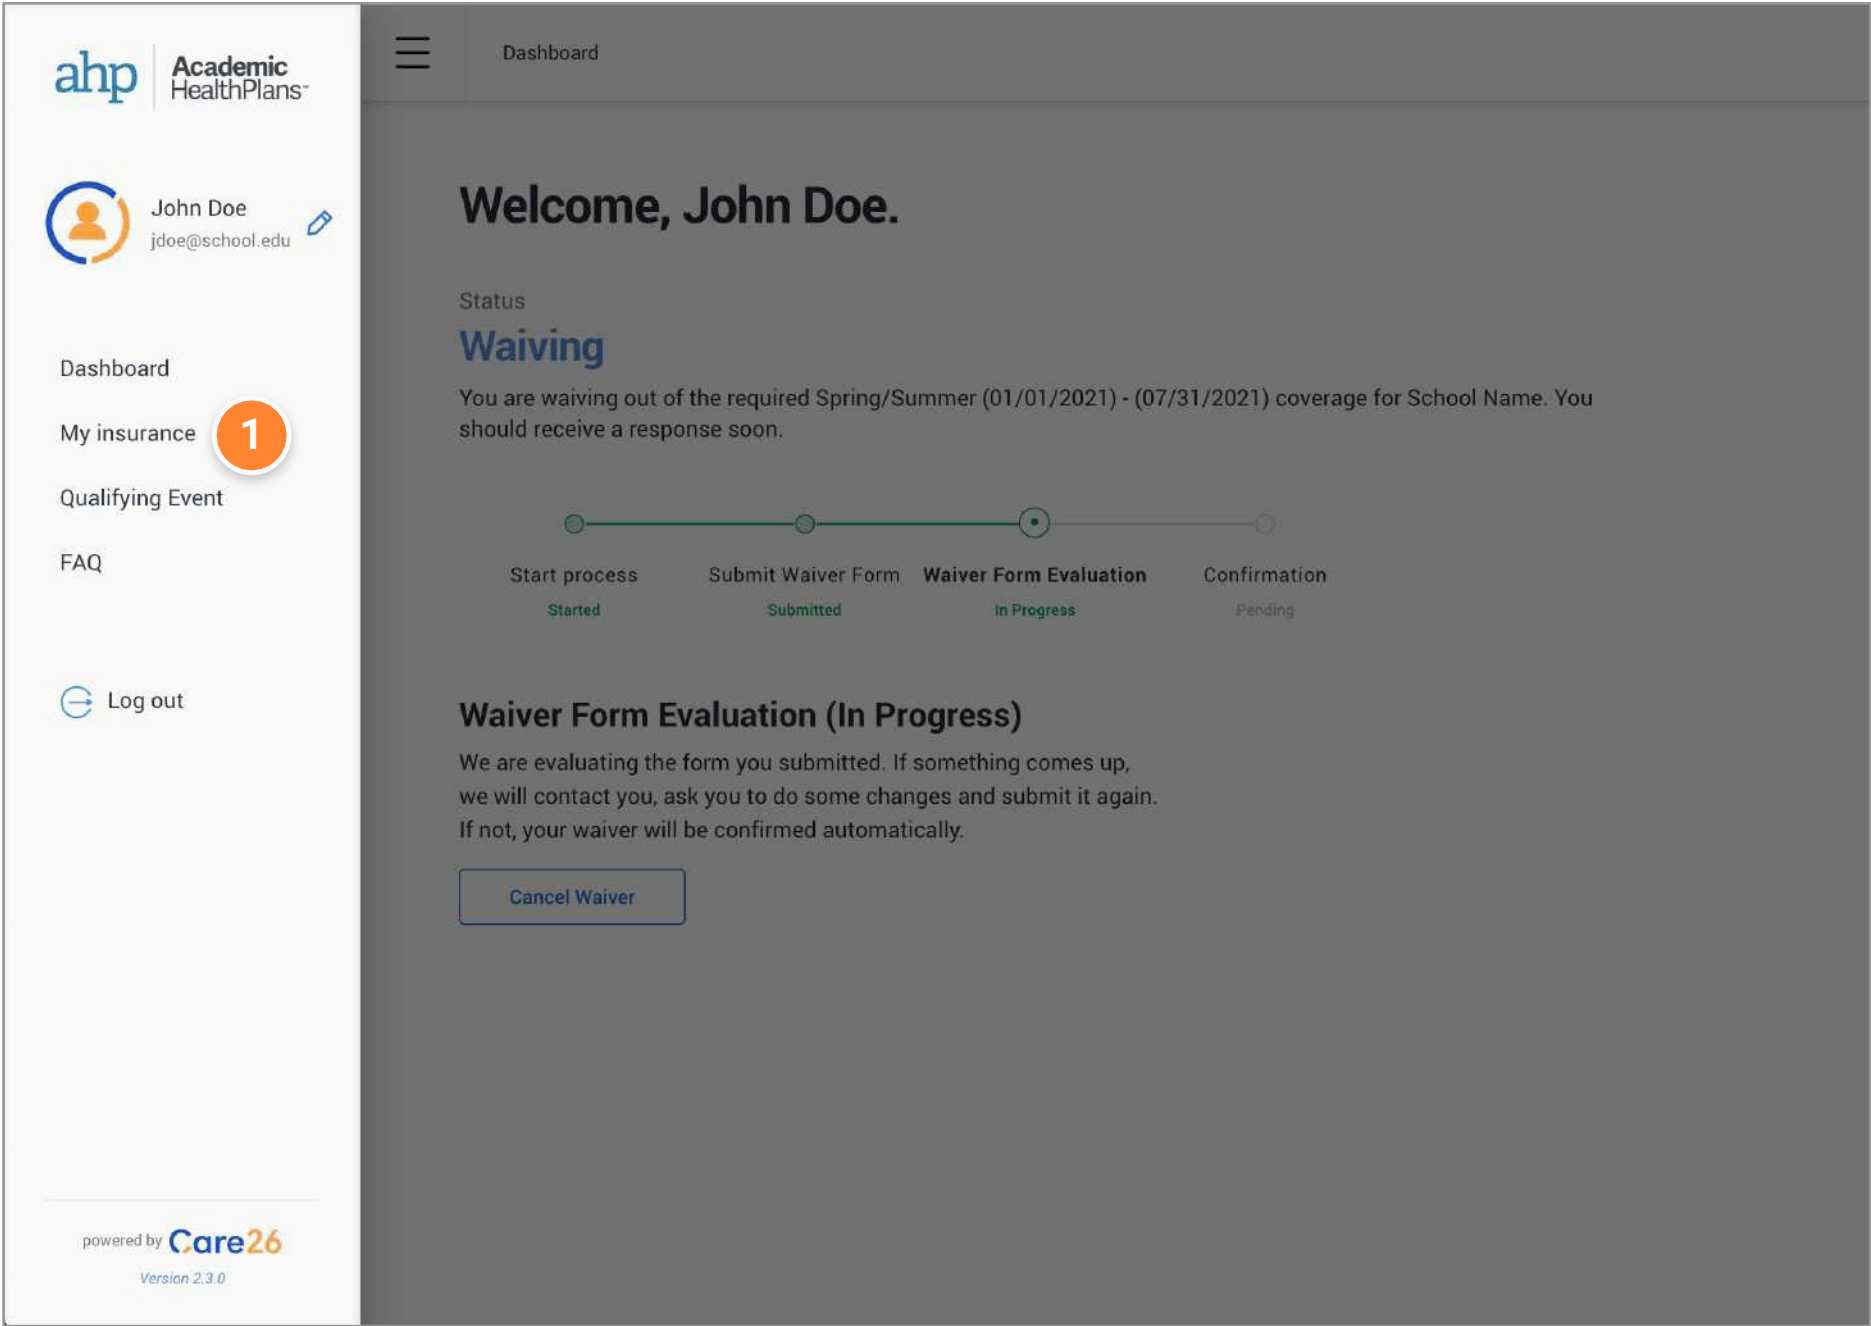 ahp
Academic
HealthPlans
John Doe
jdoe@school.edu
Dashboard
My insurance
1
Qualifying Event
FAQ
Log out
powered by Care26
Version 2.3.0
Dashboard
Welcome, John Doe.
Status
Waiving
You are waiving out of the required Spring/Summer (01/01/2021) - (07/31/2021) coverage for School Name. You
should receive a response soon.
Start process
Started
Submit Waiver Form
Submitted
Waiver Form Evaluation
In Progress
Confirmation
Pending
Waiver Form Evaluation (In Progress)
We are evaluating the form you submitted. If something comes up,
we will contact you, ask you to do some changes and submit it again.
If not, your waiver will be confirmed automatically.
Cancel Waiver